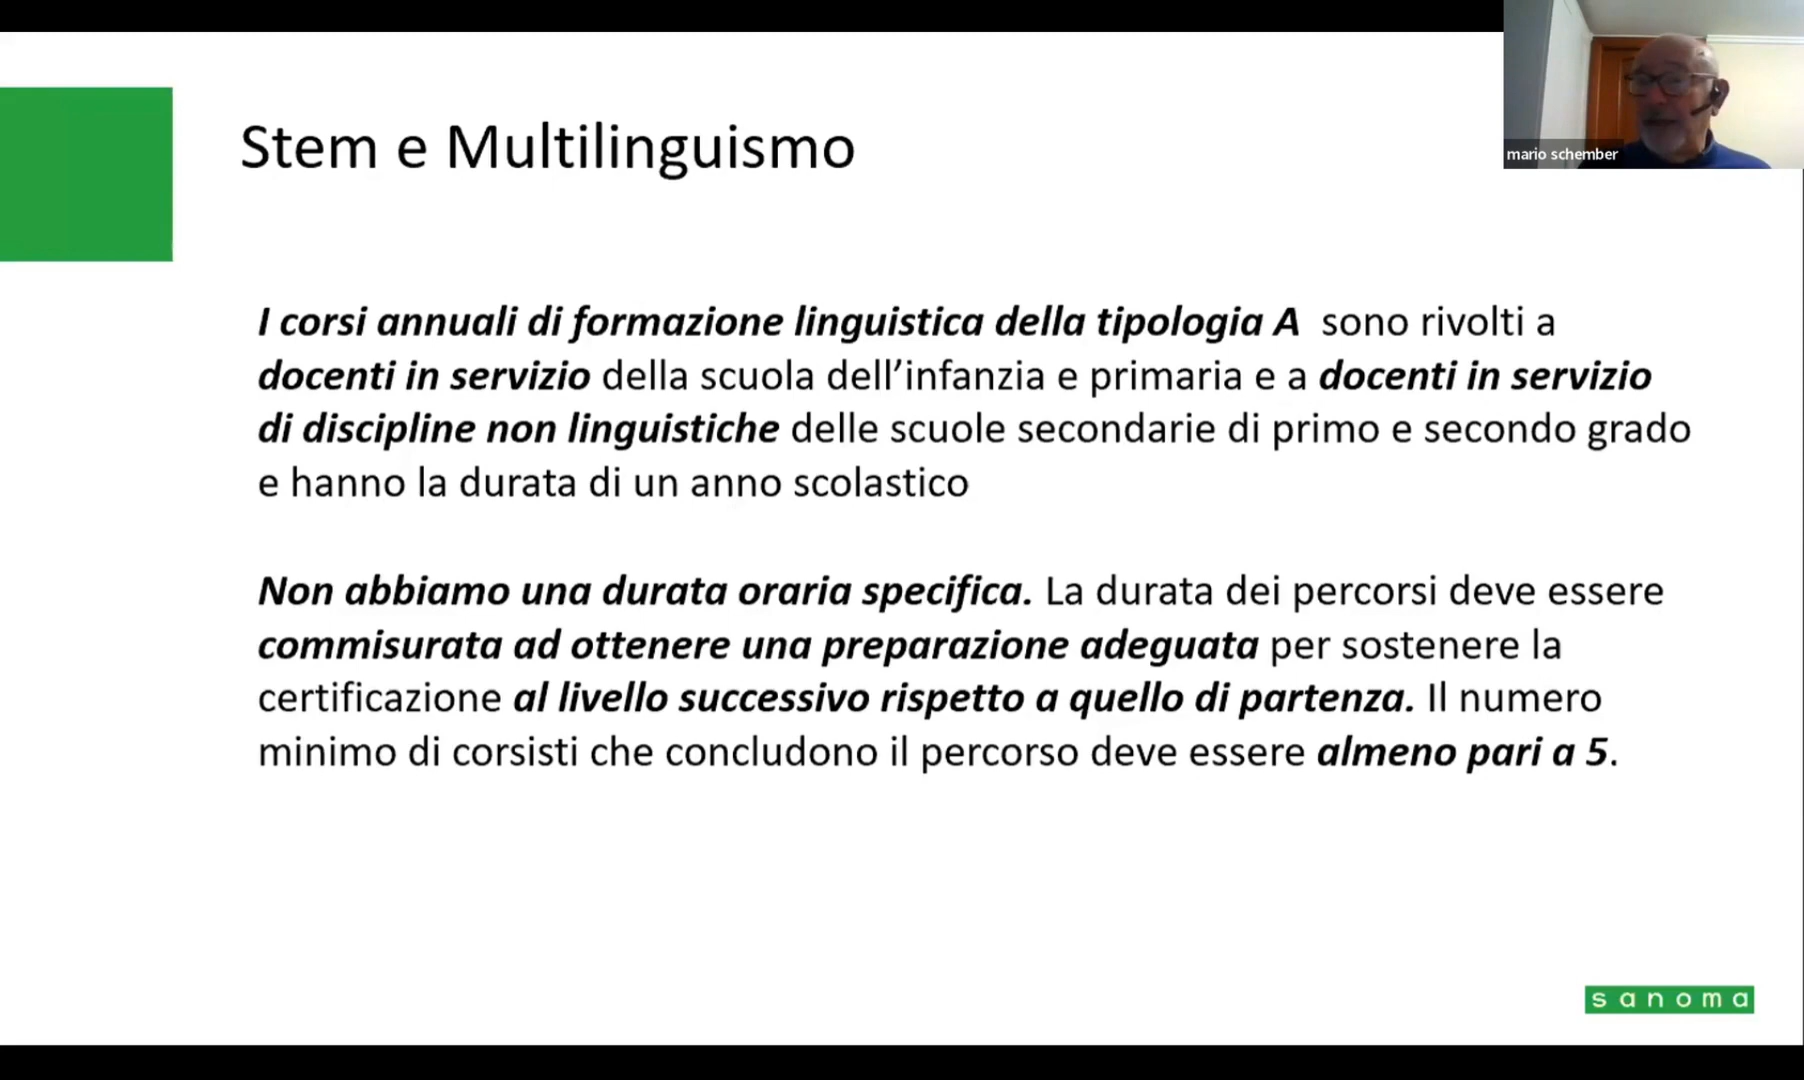 Stem e Multilinguismo
mario schember
I corsi annuali di formazione linguistica della tipologia A sono rivolti a
docenti in servizio della scuola dell’infanzia e primaria e a docenti in servizio
di discipline non linguistiche delle scuole secondarie di primo e secondo grado
e hanno la durata di un anno scolastico
Non abbiamo una durata oraria specifica. La durata dei percorsi deve essere
commisurata ad ottenere una preparazione adeguata per sostenere la
certificazione al livello successivo rispetto a quello di partenza. Il numero
minimo di corsisti che concludono il percorso deve essere almeno pari a 5.
sanoma